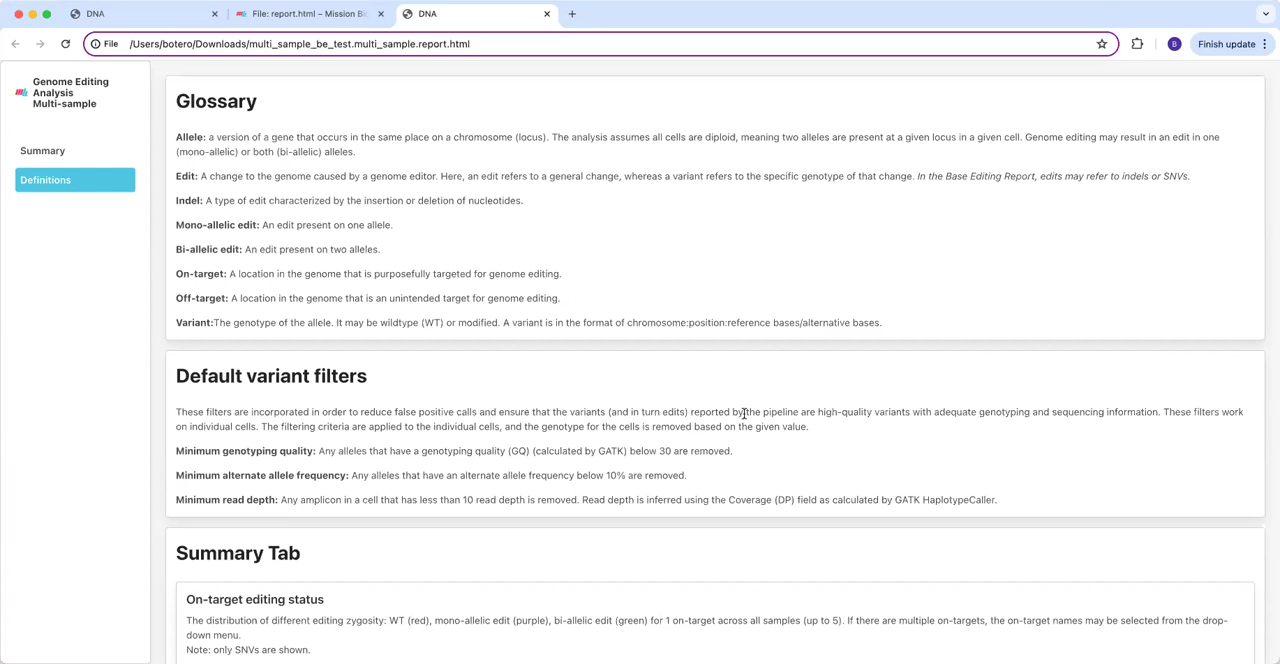 DNA
File: report.html – Mission Bi
DNA
File
/Users/botero/Downloads/multi_sample_be_test.multi_sample.report.html
B
Finish update
Genome Editing
Analysis
Multi-sample
Summary
Definitions
Glossary
Allele: a version of a gene that occurs in the same place on a chromosome (locus). The analysis assumes all cells are diploid, meaning two alleles are present at a given locus in a given cell. Genome editing may result in an edit in one
(mono-allelic) or both (bi-allelic) alleles.
Edit: A change to the genome caused by a genome editor. Here, an edit refers to a general change, whereas a variant refers to the specific genotype of that change. In the Base Editing Report, edits may refer to indels or SNVs.
Indel: A type of edit characterized by the insertion or deletion of nucleotides.
Mono-allelic edit: An edit present on one allele.
Bi-allelic edit: An edit present on two alleles.
On-target: A location in the genome that is purposefully targeted for genome editing.
Off-target: A location in the genome that is an unintended target for genome editing.
Variant:The genotype of the allele. It may be wildtype (WT) or modified. A variant is in the format of chromosome:position:reference bases/alternative bases.
Default variant filters
These filters are incorporated in order to reduce false positive calls and ensure that the variants (and in turn edits) reported by the pipeline are high-quality variants with adequate genotyping and sequencing information. These filters work
on individual cells. The filtering criteria are applied to the individual cells, and the genotype for the cells is removed based on the given value.
Minimum genotyping quality: Any alleles that have a genotyping quality (GQ) (calculated by GATK) below 30 are removed.
Minimum alternate allele frequency: Any alleles that have an alternate allele frequency below 10% are removed.
Minimum read depth: Any amplicon in a cell that has less than 10 read depth is removed. Read depth is inferred using the Coverage (DP) field as calculated by GATK HaplotypeCaller.
Summary Tab
On-target editing status
The distribution of different editing zygosity: WT (red), mono-allelic edit (purple), bi-allelic edit (green) for 1 on-target across all samples (up to 5). If there are multiple on-targets, the on-target names may be selected from the drop-
down menu.
Note: only SNVs are shown.